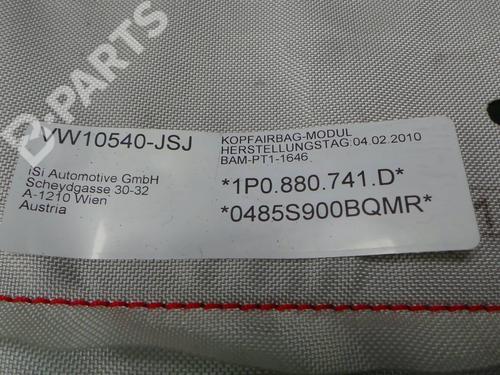 B-PARTS
VW10540-JSJ
iSi Automotive GmbH
Scheydgasse 30-32
A-1210 Wien
Austria
KOPFAIRBAG-MODUL
HERSTELLUNGSTAG:04.02.2010
BAM-PT1-1646
*1P0.880.741.D*
*0485S900BQMR*